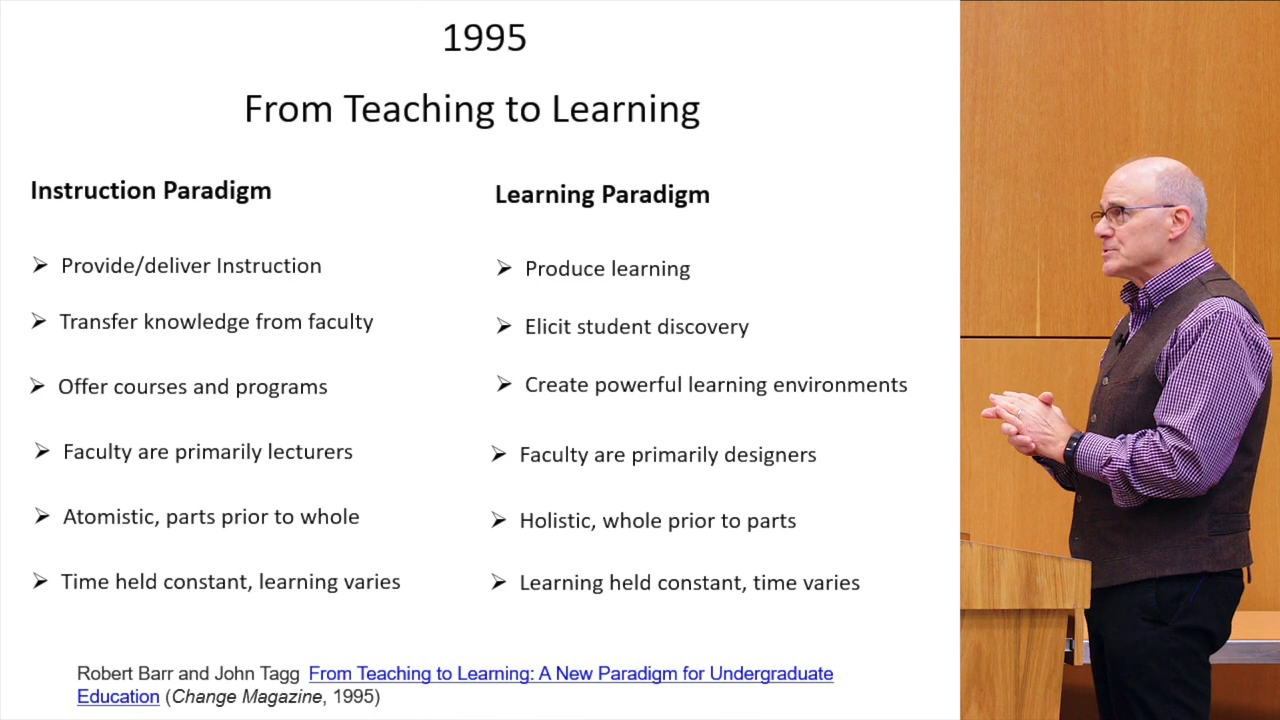 1995
From Teaching to Learning
Instruction Paradigm
➢ Provide/deliver Instruction
➢ Transfer knowledge from faculty
➢ Offer courses and programs
➢ Faculty are primarily lecturers
➢ Atomistic, parts prior to whole
➢ Time held constant, learning varies
Learning Paradigm
➢ Produce learning
➢ Elicit student discovery
➢ Create powerful learning environments
➢ Faculty are primarily designers
➢ Holistic, whole prior to parts
➢ Learning held constant, time varies
Robert Barr and John Tagg From Teaching to Learning: A New Paradigm for Undergraduate
Education (Change Magazine, 1995)